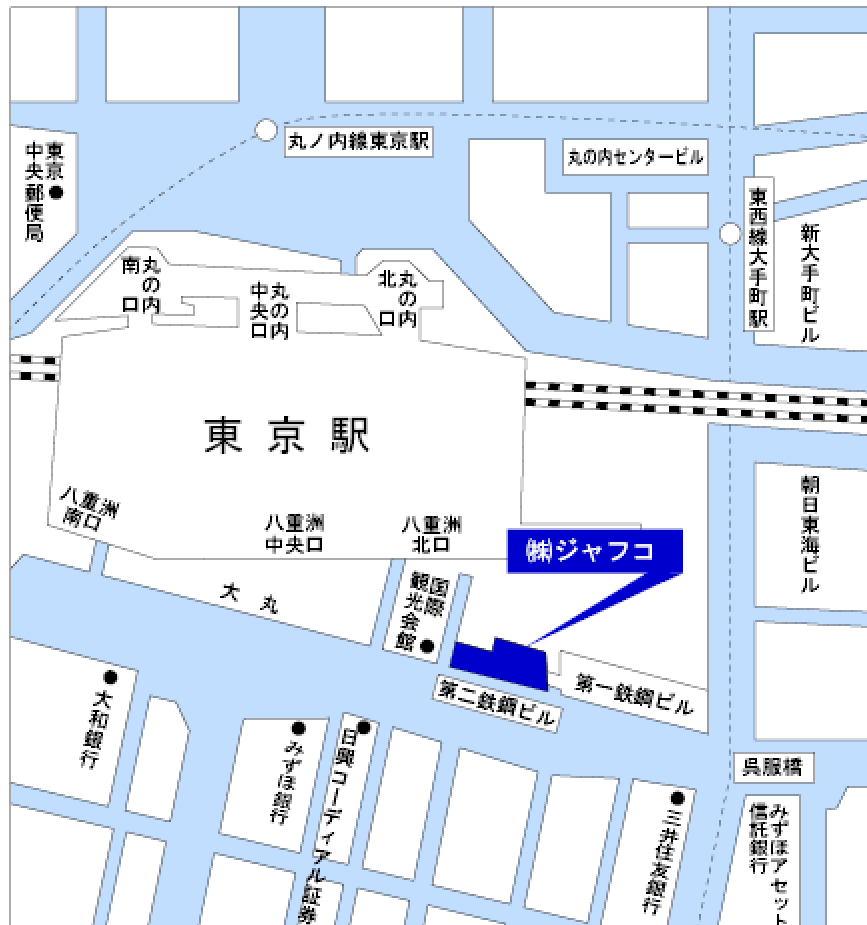 丸ノ内線東京駅
丸の内センタービル
東京
中央郵便局
東西線大手町駅
新大手町ビル
丸の内
南口
丸の内
中央口
丸の内
北口
東京駅
八重洲
南口
八重洲
中央口
八重洲
北口
㈱ジャフコ
朝日東海ビル
大丸
国際
観光会館
第二鉄鋼ビル
第一鉄鋼ビル
大和銀行
みずほ銀行
日興コーディアル証券
呉服橋
三井住友銀行
みずほアセット
信託銀行